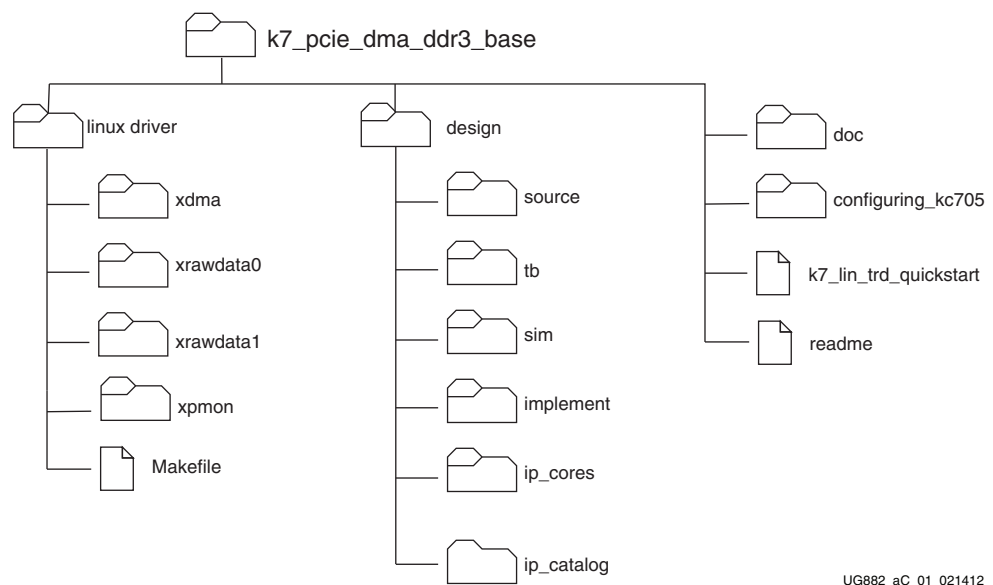 k7_pcie_dma_ddr3_base
linux driver
xdma
xrawdata0
xrawdata1
xpmon
Makefile
design
source
tb
sim
implement
ip_cores
ip_catalog
doc
configuring_kc705
k7_lin_trd_quickstart
readme
UG882_aC_01_021412